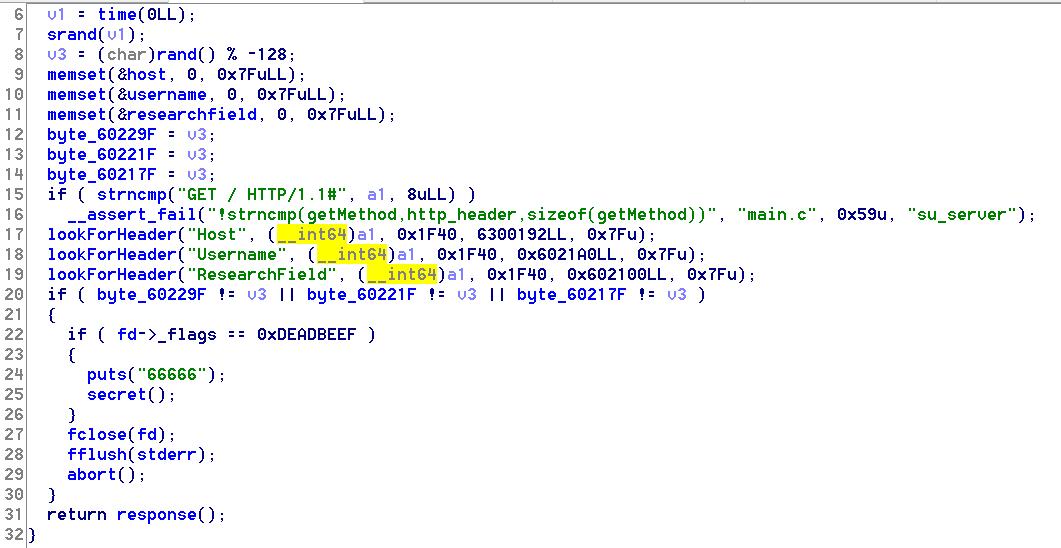 6 v1 = time(0LL);
7 srand(v1);
8 v3 = (char)rand() % -128;
9 memset(&host, 0, 0x7FuLL);
10 memset(&username, 0, 0x7FuLL);
11 memset(&researchfield, 0, 0x7FuLL);
12 byte_60229F = v3;
13 byte_60221F = v3;
14 byte_60217F = v3;
15 if ( strncmp("GET / HTTP/1.1#", a1, 8uLL) )
16 __assert_fail("!strncmp(getMethod,http_header,sizeof(getMethod))", "main.c", 0x59u, "su_server");
17 lookForHeader("Host", (__int64)a1, 0x1F40, 6300192LL, 0x7Fu);
18 lookForHeader("Username", (__int64)a1, 0x1F40, 0x6021A0LL, 0x7Fu);
19 lookForHeader("ResearchField", (__int64)a1, 0x1F40, 0x602100LL, 0x7Fu);
20 if ( byte_60229F != v3 || byte_60221F != v3 || byte_60217F != v3 )
21 {
22 if ( fd->_flags == 0xDEADBEEF )
23 {
24 puts("66666");
25 secret();
26 }
27 fclose(fd);
28 fflush(stderr);
29 abort();
30 }
31 return response();
32 }